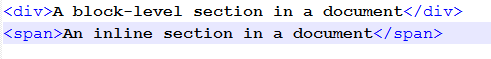 <div>A block-level section in a document</div>
<span>An inline section in a document</span>